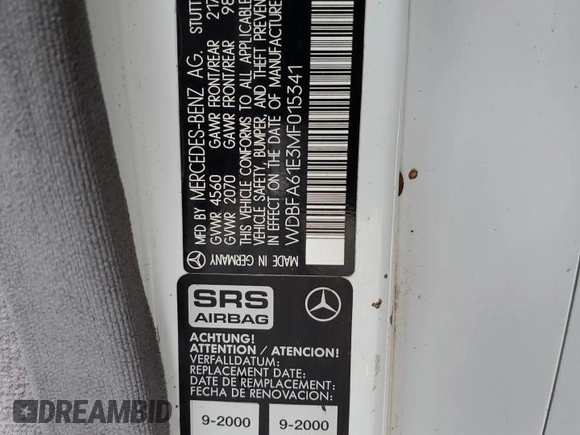 MFD BY MERCEDES-BENZ AG. STUTT
GVWR 4560 GAWR FRONT/REAR
GVWR 2070 GAWR FRONT/REAR
THIS VEHICLE CONFORMS TO ALL APPLICABLE
VEHICLE SAFETY, BUMPER, AND THEFT PREVEN
IN EFFECT ON THE DATE OF MANUFACTURE
WDBFA61E3MF015341
MADE IN GERMANY
SRS
AIRBAG
ACHTUNG!
ATTENTION / ATENCION!
VERFALLDATUM:
REPLACEMENT DATE:
DATE DE REMPLACEMENT:
FECHA DE RENOVACION:
9-2000 9-2000
DREAMBID